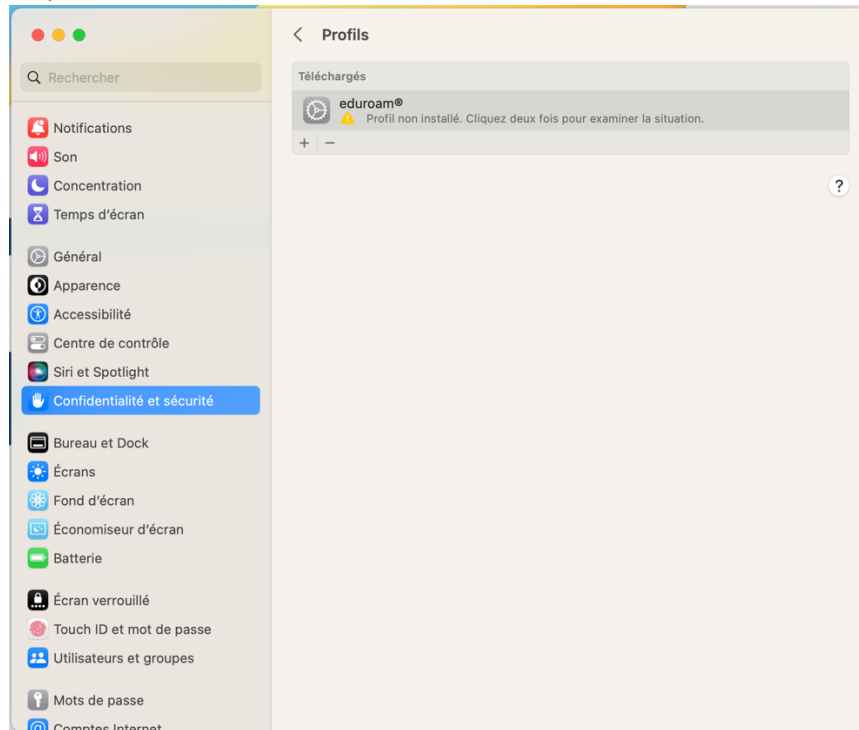 Profils
Rechercher
Téléchargés
eduroam®
Profil non installé. Cliquez deux fois pour examiner la situation.
+ −
?
Notifications
Son
Concentration
Temps d'écran
Général
Apparence
Accessibilité
Centre de contrôle
Siri et Spotlight
Confidentialité et sécurité
Bureau et Dock
Écrans
Fond d'écran
Économiseur d'écran
Batterie
Écran verrouillé
Touch ID et mot de passe
Utilisateurs et groupes
Mots de passe
Comptes Internet